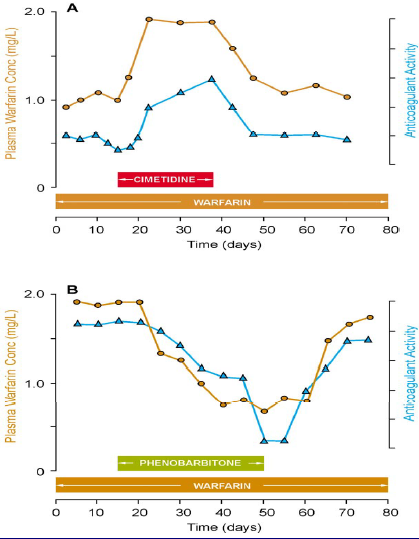 A
Plasma Warfarin Conc (mg/L)
2.0
1.0
0
Anticoagulant Activity
CIMETIDINE
WARFARIN
0 10 20 30 40 50 60 70 80
Time (days)
B
Plasma Warfarin Conc (mg/L)
2.0
1.0
0
Anticoagulant Activity
PHENOBARBITONE
WARFARIN
0 10 20 30 40 50 60 70 80
Time (days)